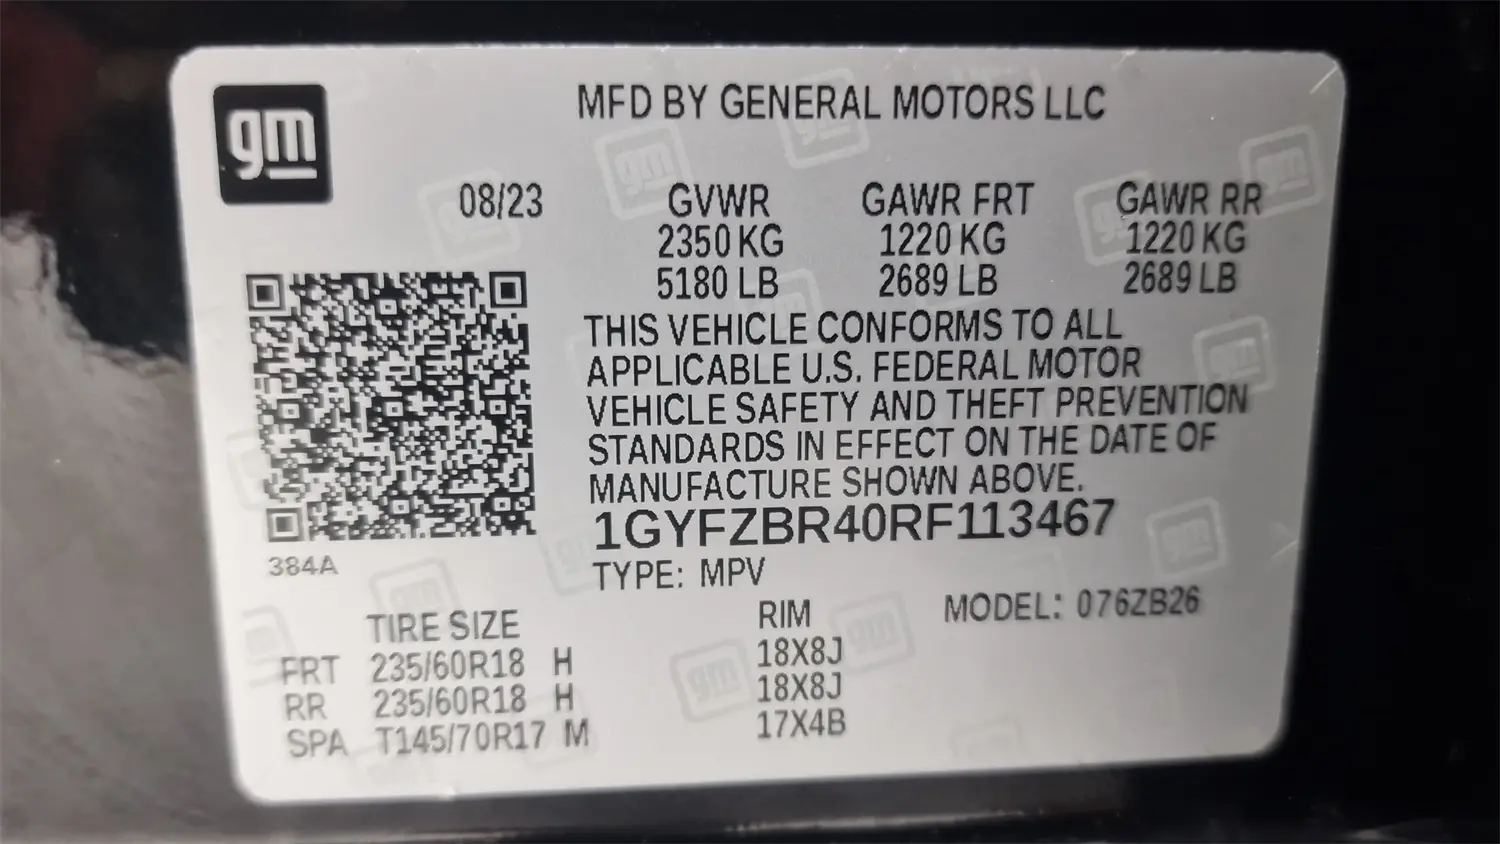 gm
MFD BY GENERAL MOTORS LLC
08/23 GVWR GAWR FRT GAWR RR
2350 KG 1220 KG 1220 KG
5180 LB 2689 LB 2689 LB
THIS VEHICLE CONFORMS TO ALL
APPLICABLE U.S. FEDERAL MOTOR
VEHICLE SAFETY AND THEFT PREVENTION
STANDARDS IN EFFECT ON THE DATE OF
MANUFACTURE SHOWN ABOVE.
1GYFZBR40RF113467
384A
TYPE: MPV
TIRE SIZE RIM MODEL: 076ZB26
FRT 235/60R18 H 18X8J
RR 235/60R18 H 18X8J
SPA T145/70R17 M 17X4B